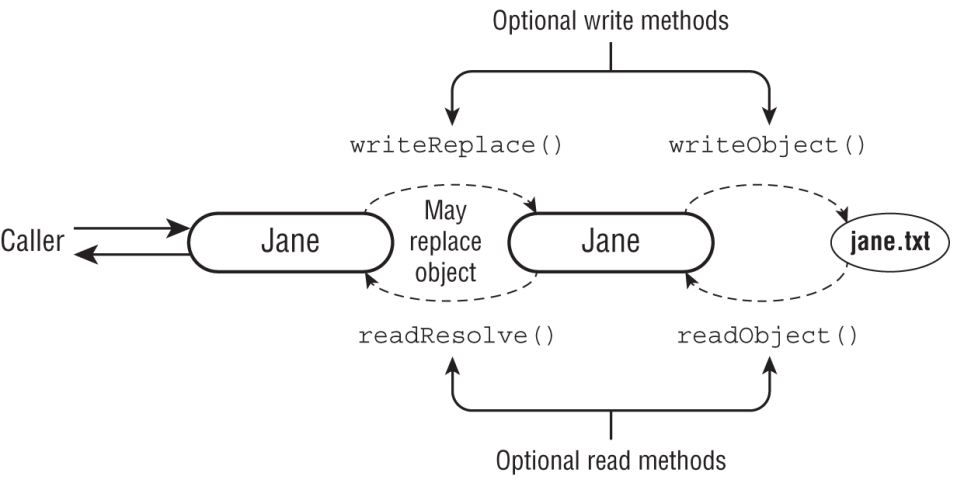 Optional write methods
writeReplace() writeObject()
Caller
Jane
May
replace
object
Jane
jane.txt
readResolve() readObject()
Optional read methods